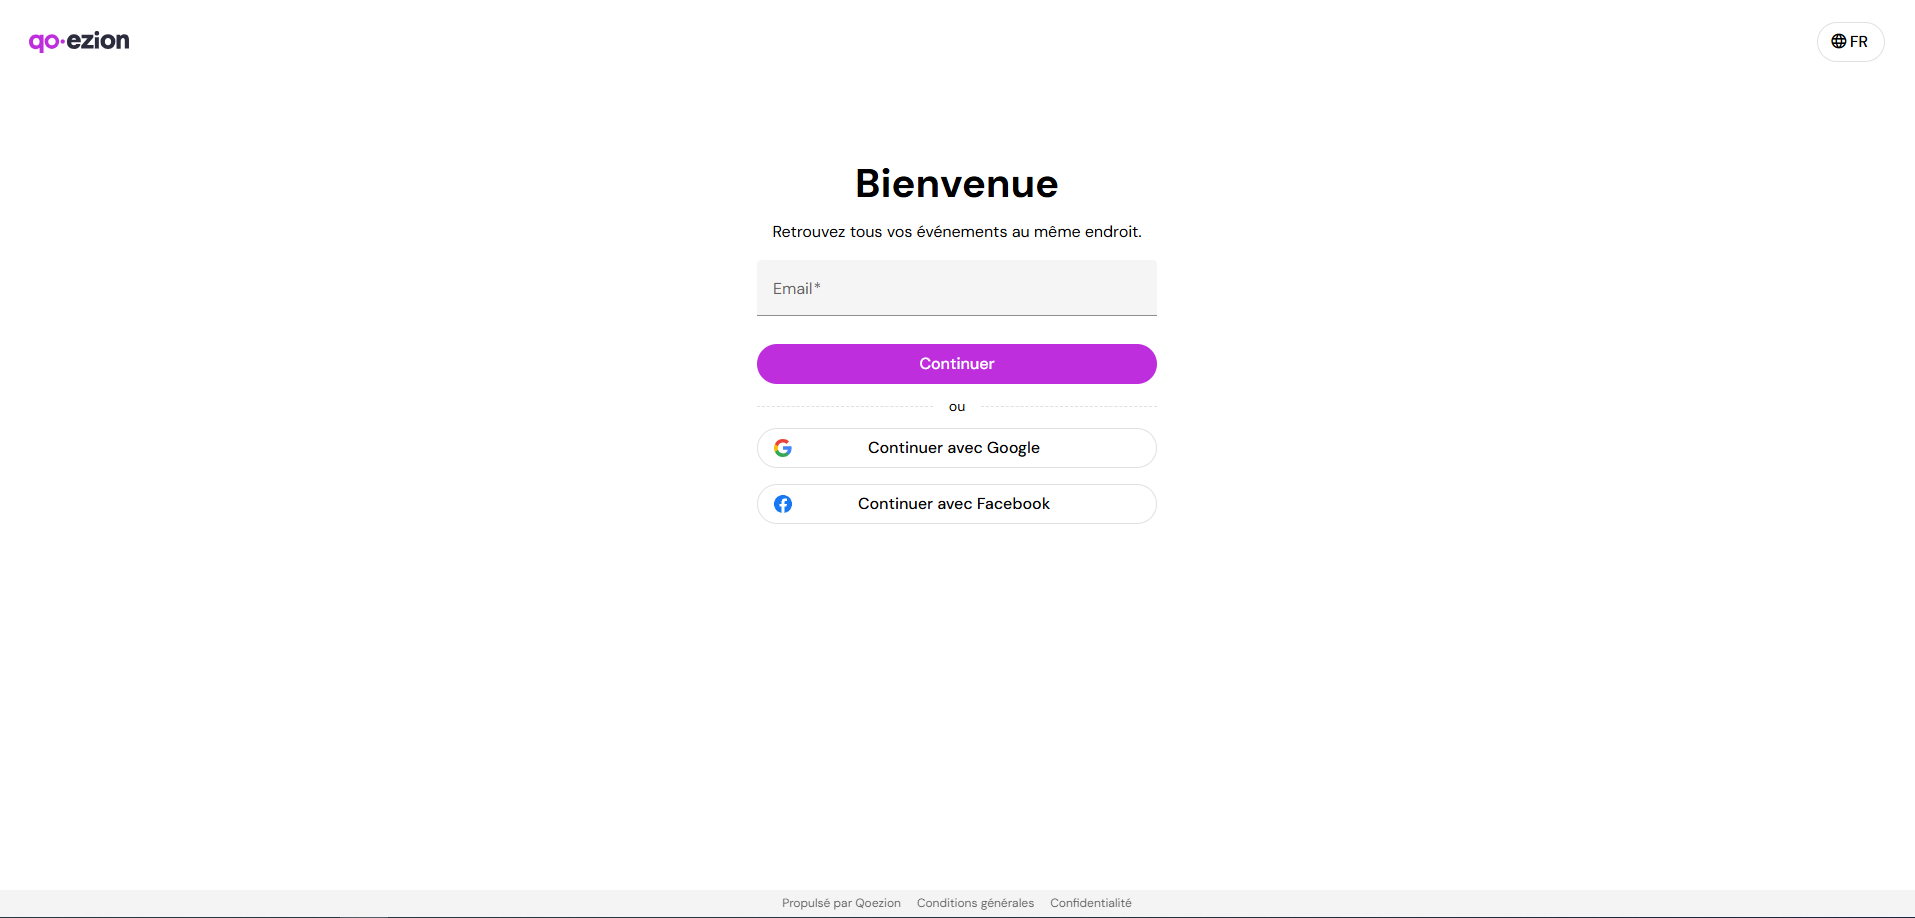 qo·ezion
FR
Bienvenue
Retrouvez tous vos événements au même endroit.
Email*
Continuer
ou
Continuer avec Google
Continuer avec Facebook
Propulsé par Qoezion Conditions générales Confidentialité